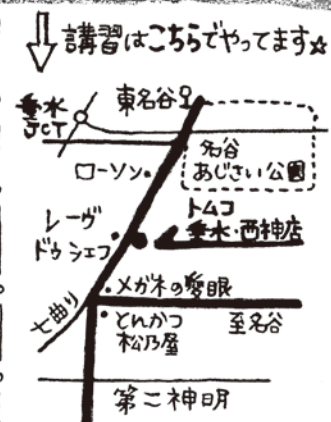 講習はこちらでやってます☆
東名谷
垂水
JCT
名谷
あじさい公園
ローソン
トムコ
垂水・西神店
レーヴ
ドゥシェフ
メガネの愛眼
七曲り
とんかつ
松乃屋
至名谷
第二神明